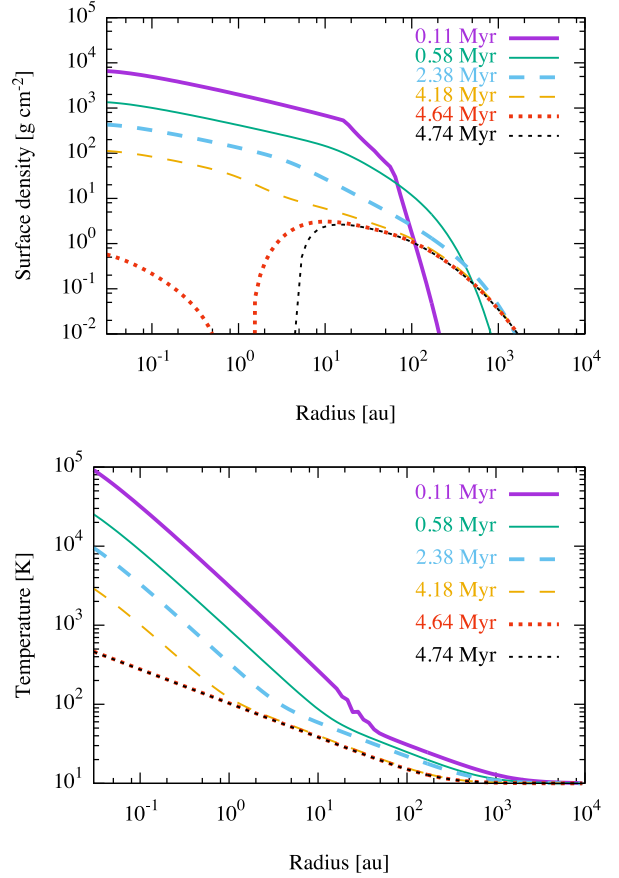 10^5
10^4
10^3
10^2
10^1
10^0
10^-1
10^-2
Surface density [g cm^-2]
0.11 Myr
0.58 Myr
2.38 Myr
4.18 Myr
4.64 Myr
4.74 Myr
10^-1 10^0 10^1 10^2 10^3 10^4
Radius [au]
10^5
10^4
10^3
10^2
10^1
Temperature [K]
0.11 Myr
0.58 Myr
2.38 Myr
4.18 Myr
4.64 Myr
4.74 Myr
10^-1 10^0 10^1 10^2 10^3 10^4
Radius [au]